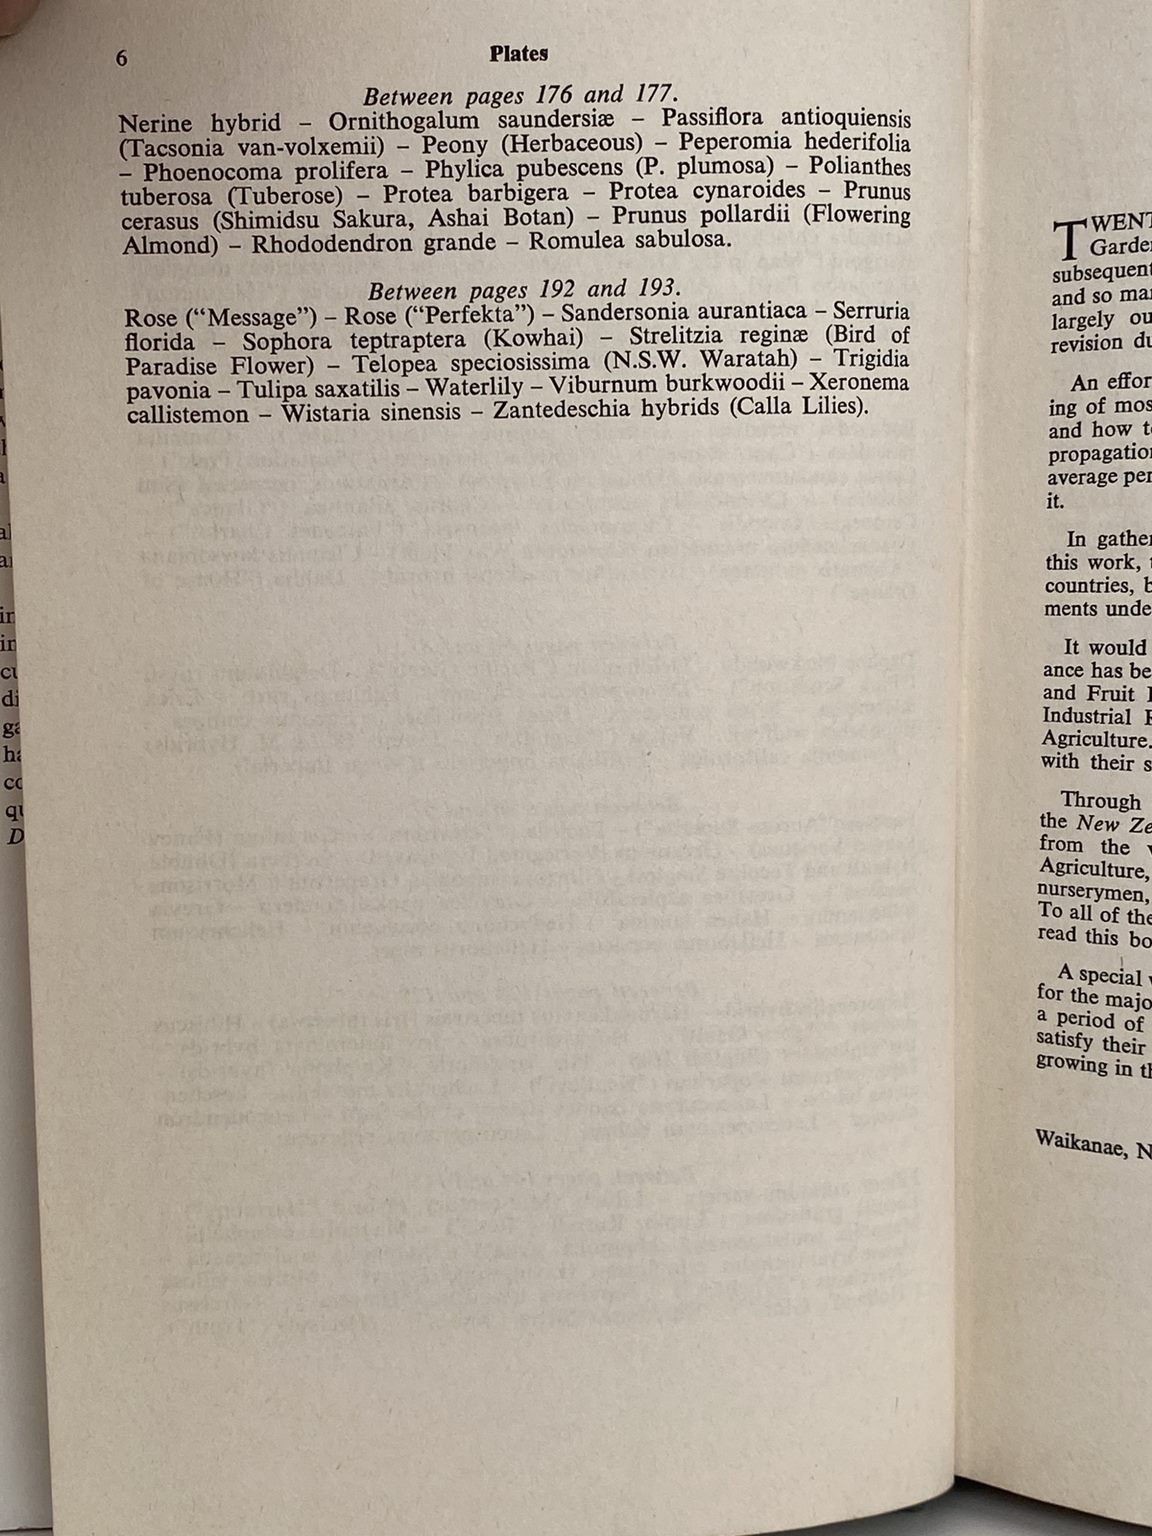 6
Plates
Between pages 176 and 177.
Nerine hybrid – Ornithogalum saundersiæ – Passiflora antioquiensis
(Tacsonia van-volxemii) – Peony (Herbaceous) – Peperomia hederifolia
– Phoenocoma prolifera – Phylica pubescens (P. plumosa) – Polianthes
tuberosa (Tuberose) – Protea barbigera – Protea cynaroides – Prunus
cerasus (Shimidsu Sakura, Ashai Botan) – Prunus pollardii (Flowering
Almond) – Rhododendron grande – Romulea sabulosa.
Between pages 192 and 193.
Rose (“Message”) – Rose (“Perfekta”) – Sandersonia aurantiaca – Serruria
florida – Sophora teptraptera (Kowhai) – Strelitzia reginæ (Bird of
Paradise Flower) – Telopea speciosissima (N.S.W. Waratah) – Trigidia
pavonia – Tulipa saxatilis – Waterlily – Viburnum burkwoodii – Xeronema
callistemon – Wistaria sinensis – Zantedeschia hybrids (Calla Lilies).
TWENT
Garde
subsequent
and so ma
largely ou
revision du
An effor
ing of mos
and how t
propagatio
average per
it.
In gathe
this work,
countries, b
ments unde
It would
ance has be
and Fruit
Industrial
Agriculture.
with their s
Through
the New Ze
from the
Agriculture,
nurserymen,
To all of the
read this bo
A special
for the majo
a period of
satisfy their
growing in th
Waikanae, N